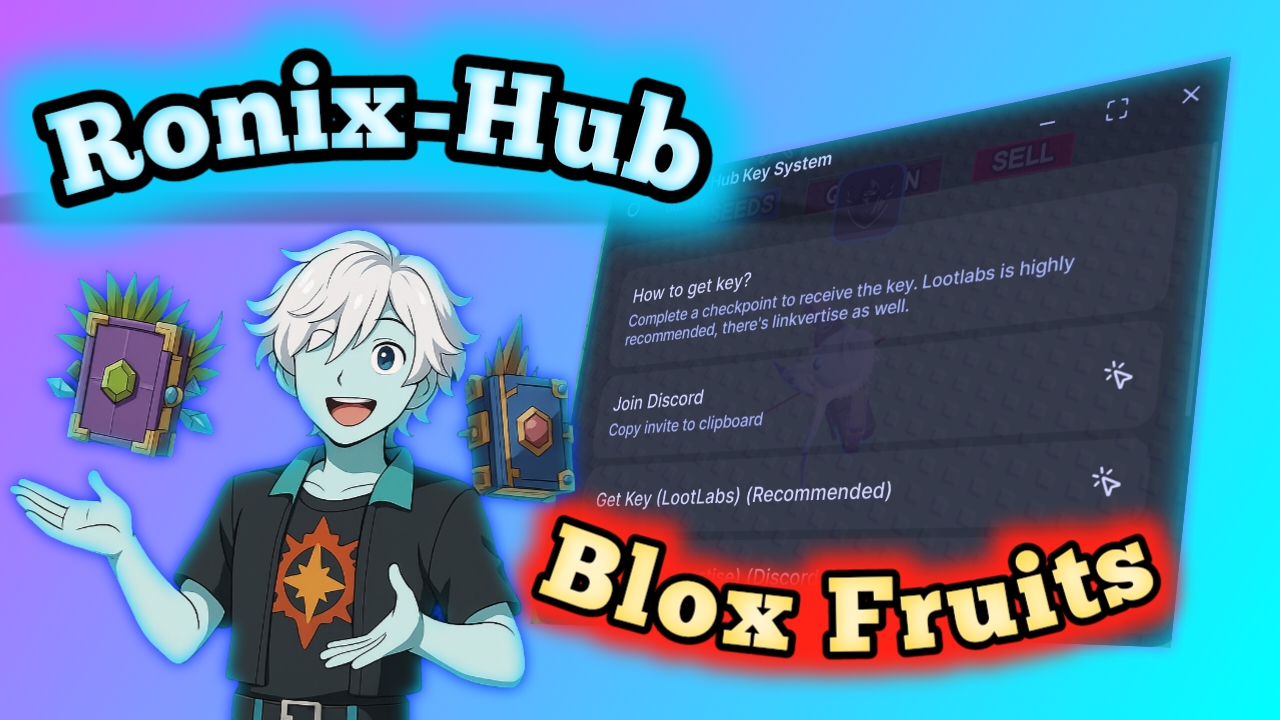 Ronix-Hub
Hub Key System
SELL
SEEDS
How to get key?
Complete a checkpoint to receive the key. Lootlabs is highly
recommended, there's linkvertise as well.
Join Discord
Copy invite to clipboard
Get Key (LootLabs) (Recommended)
(Discord
Blox Fruits